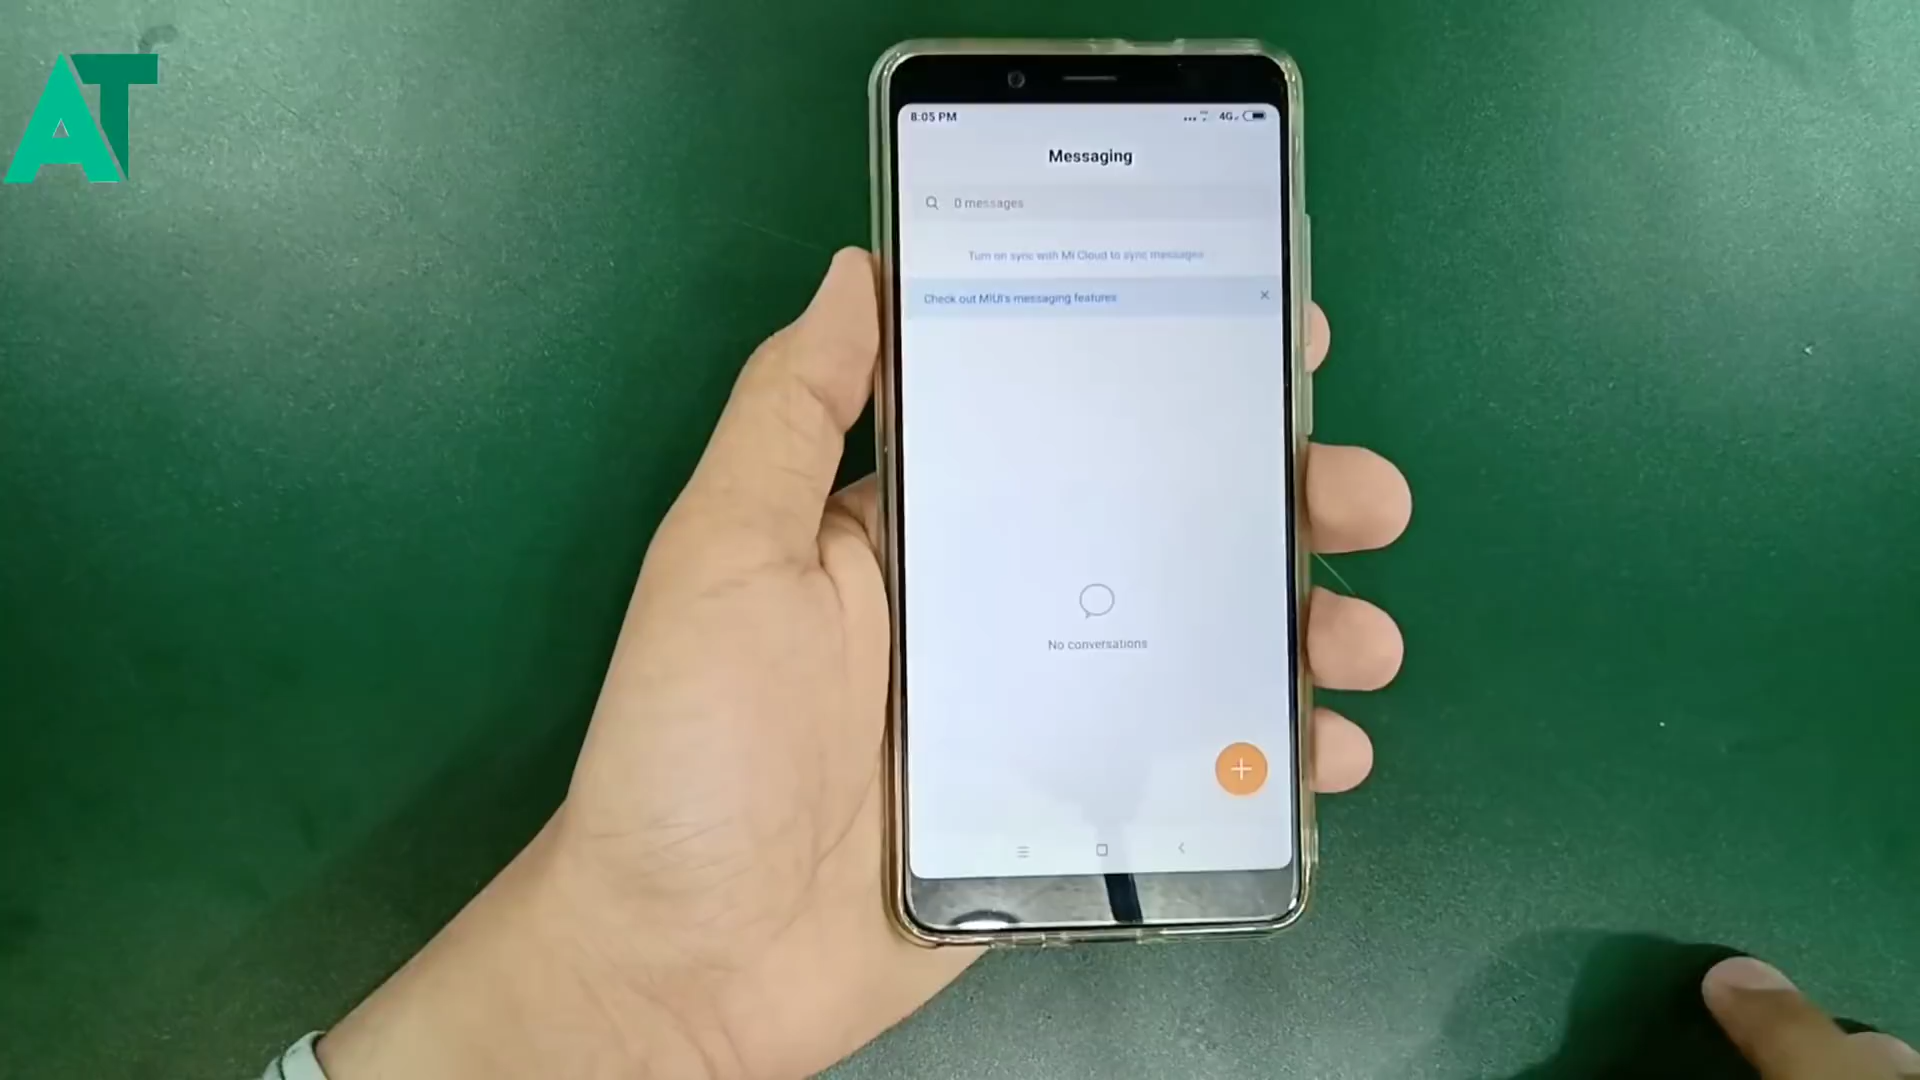 AT
8:05 PM
4G
Messaging
0 messages
Turn on sync with Mi Cloud to sync messages
Check out MIUI's messaging features
No conversations